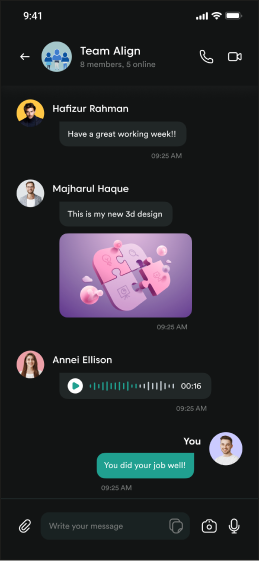 9:41
Team Align
8 members, 5 online
Hafizur Rahman
Have a great working week!!
09:25 AM
Majharul Haque
This is my new 3d design
09:25 AM
Annei Ellison
00:16
09:25 AM
You
You did your job well!
09:25 AM
Write your message